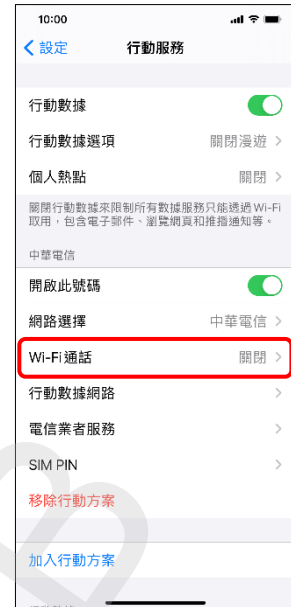 10:00
設定
行動服務
行動數據
行動數據選項 關閉漫遊
個人熱點 關閉
關閉行動數據來限制所有數據服務只能透過 Wi-Fi
取用,包含電子郵件、瀏覽網頁和推播通知等。
中華電信
開啟此號碼
網路選擇 中華電信
Wi-Fi 通話 關閉
行動數據網路
電信業者服務
SIM PIN
移除行動方案
加入行動方案